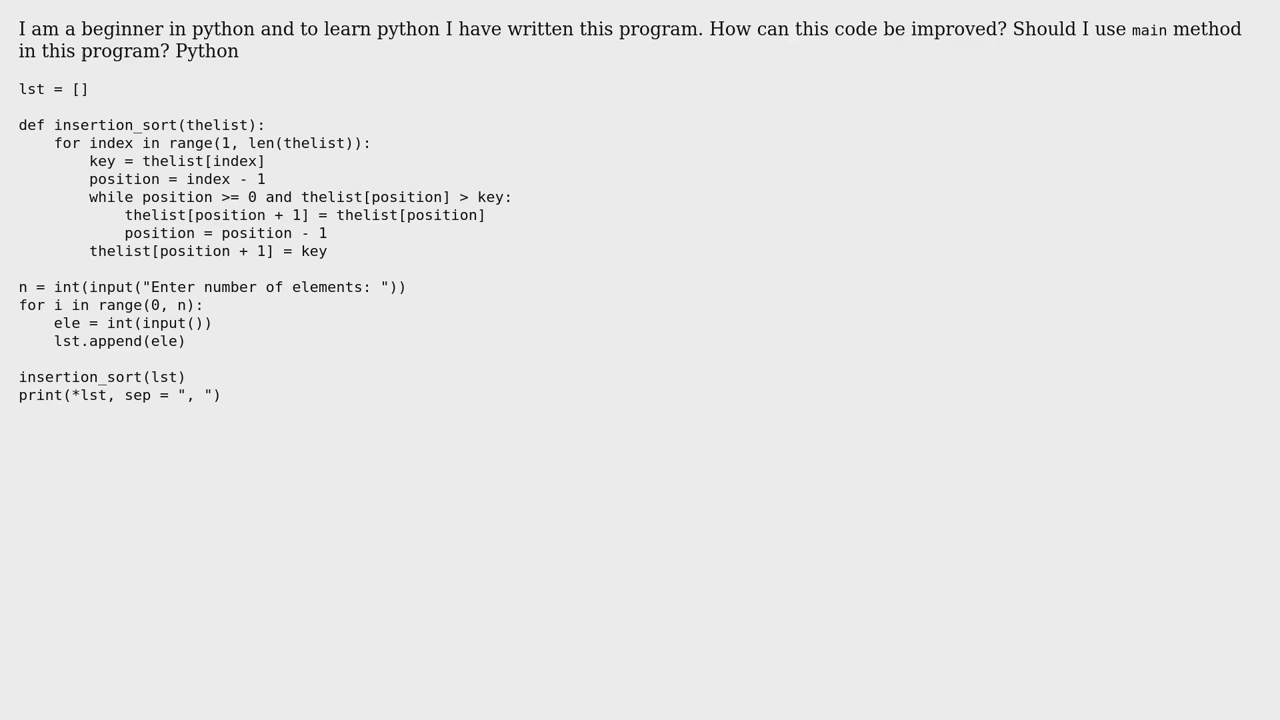 I am a beginner in python and to learn python I have written this program. How can this code be improved? Should I use main method
in this program? Python
lst = []
def insertion_sort(thelist):
    for index in range(1, len(thelist)):
        key = thelist[index]
        position = index - 1
        while position >= 0 and thelist[position] > key:
            thelist[position + 1] = thelist[position]
            position = position - 1
        thelist[position + 1] = key
n = int(input("Enter number of elements: "))
for i in range(0, n):
    ele = int(input())
    lst.append(ele)
insertion_sort(lst)
print(*lst, sep = ", ")